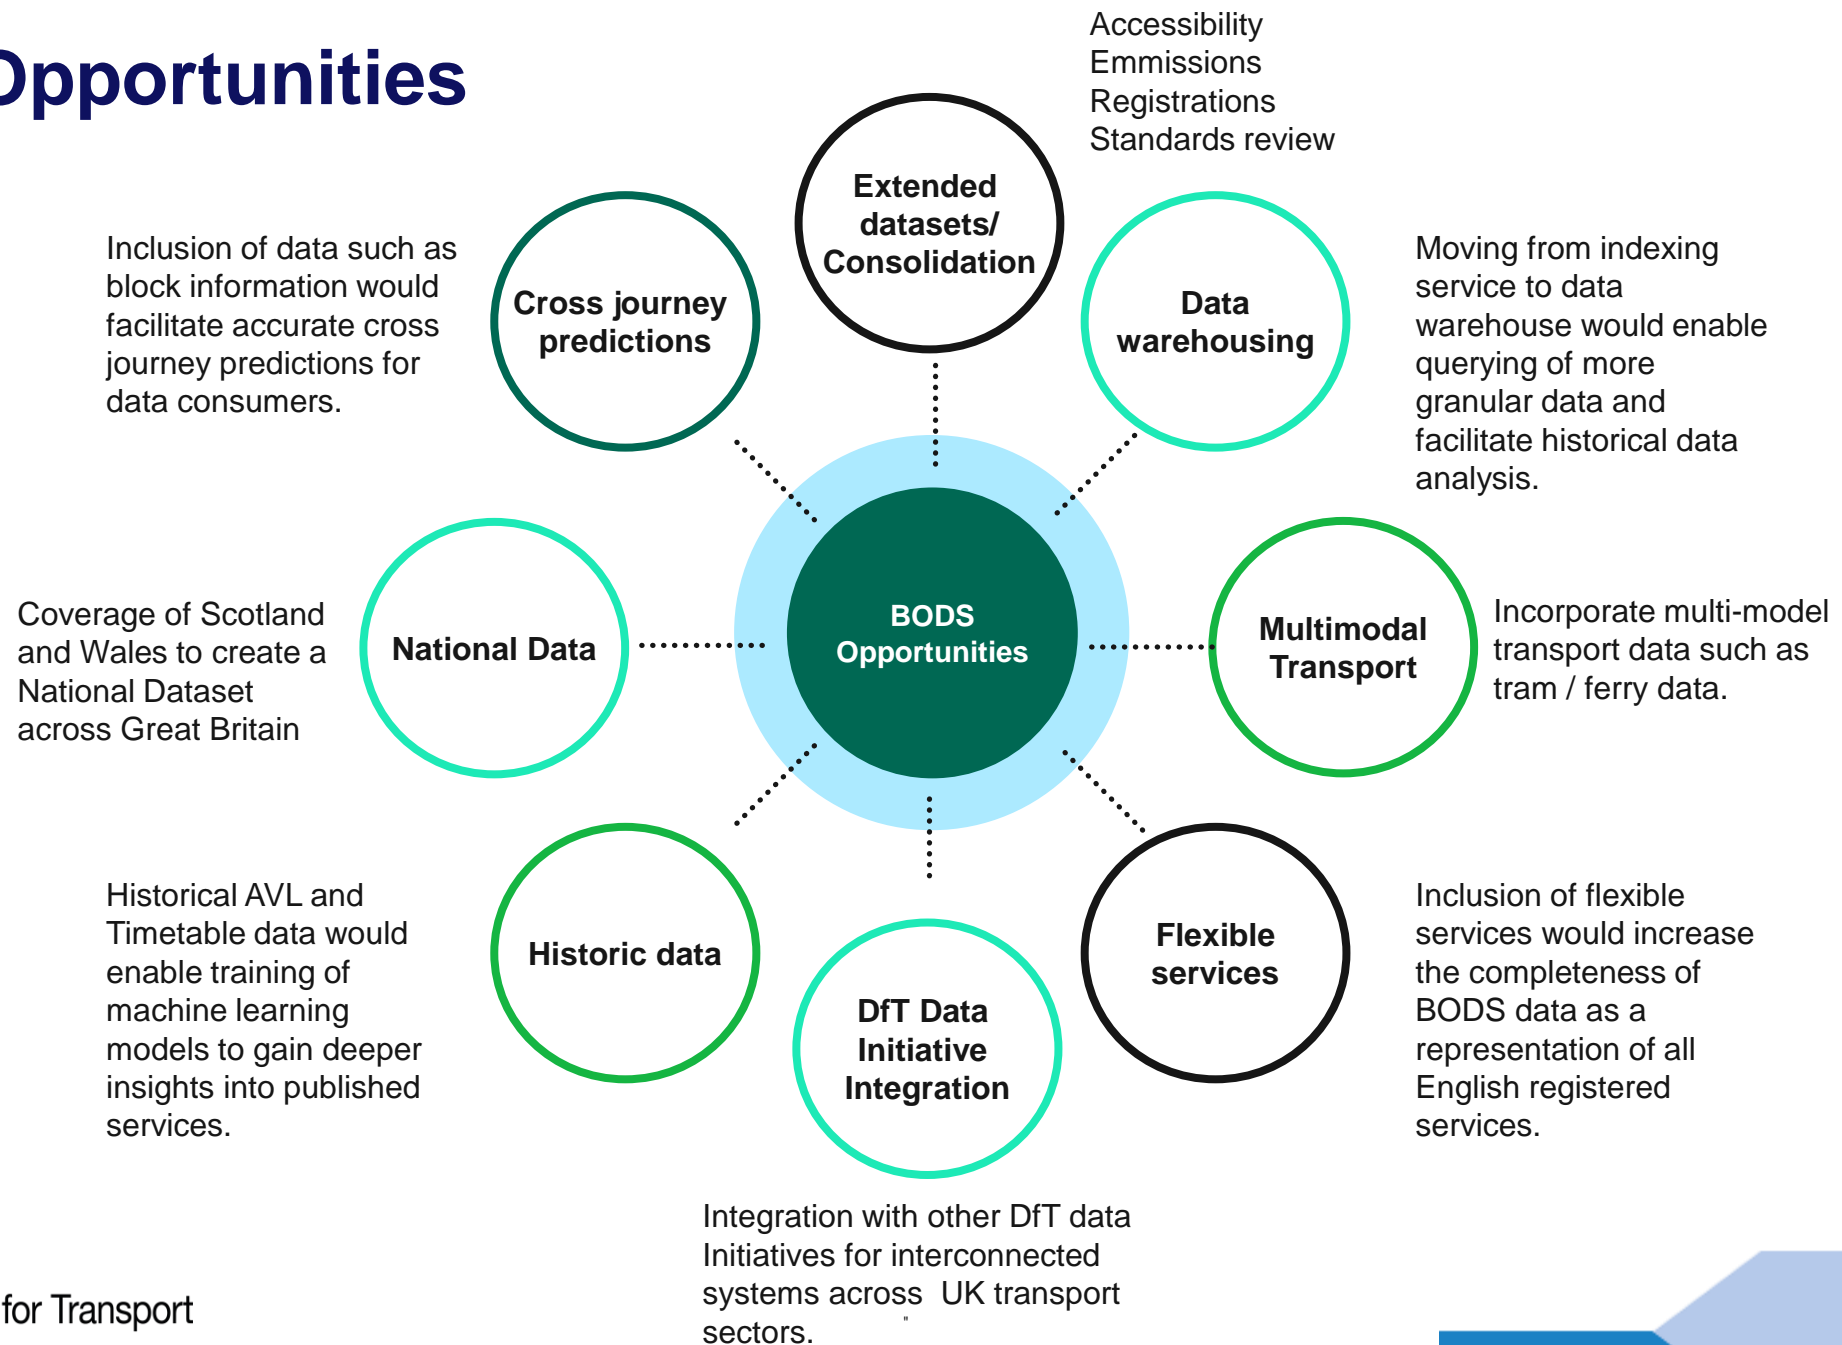 Opportunities
Accessibility
Emmissions
Registrations
Standards review
Extended
datasets/
Consolidation
Inclusion of data such as
block information would
facilitate accurate cross
journey predictions for
data consumers.
Cross journey
predictions
Data
warehousing
Moving from indexing
service to data
warehouse would enable
querying of more
granular data and
facilitate historical data
analysis.
Coverage of Scotland
and Wales to create a
National Dataset
across Great Britain
National Data
BODS
Opportunities
Multimodal
Transport
Incorporate multi-model
transport data such as
tram / ferry data.
Historical AVL and
Timetable data would
enable training of
machine learning
models to gain deeper
insights into published
services.
Historic data
DfT Data
Initiative
Integration
Flexible
services
Inclusion of flexible
services would increase
the completeness of
BODS data as a
representation of all
English registered
services.
Integration with other DfT data
Initiatives for interconnected
systems across  UK transport
sectors.
"
for Transport